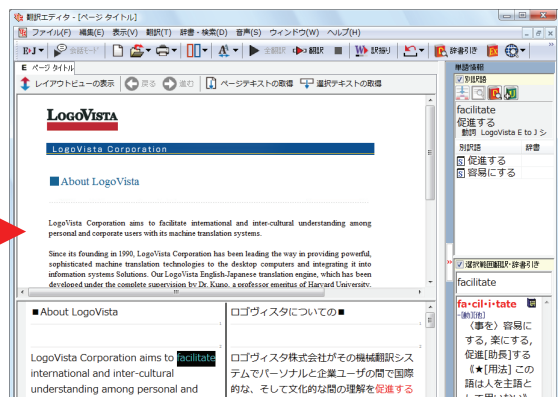 翻訳エディタ - [ページ タイトル]
ファイル(F) 編集(E) 表示(V) 翻訳(T) 辞書・検索(D) 音声(S) ウィンドウ(W) ヘルプ(H)
E›J 会話モード 全翻訳 翻訳 訳振り 辞書引き
E ページ タイトル
レイアウトビューの表示 戻る 進む ページテキストの取得 選択テキストの取得
LOGOVISTA
LogoVista Corporation
■About LogoVista
LogoVista Corporation aims to facilitate international and inter-cultural understanding among
personal and corporate users with its machine translation systems.
Since its founding in 1990, LogoVista Corporation has been leading the way in providing powerful,
sophisticated machine translation technologies to the desktop computers and integrating it into
information systems Solutions. Our LogoVista English-Japanese translation engine, which has been
developed under the complete supervision by Dr. Kuno, a professor emeritus of Harvard University,
■About LogoVista
LogoVista Corporation aims to facilitate
international and inter-cultural
understanding among personal and
ロゴヴィスタについての■
ロゴヴィスタ株式会社がその機械翻訳シス
テムでパーソナルと企業ユーザの間で国際
的な、そして文化的な間の理解を促進する
単語情報
別訳語
facilitate
促進する
動詞 LogoVista E to J シ
別訳語 辞書
S 促進する
S 容易にする
選択範囲翻訳・辞書引き
facilitate
fa•cil•i•tate
-[動](他)
〈事を〉容易に
する, 楽にする,
促進[助長]する
《★[用法] この
語は人を主語と
して用いない》